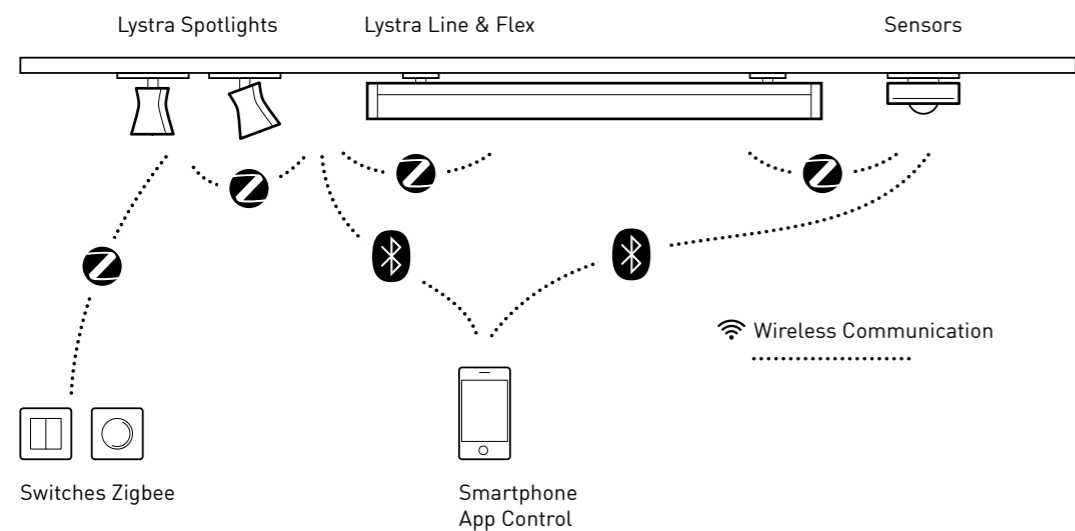 Lystra Spotlights
Lystra Line & Flex
Sensors
Wireless Communication
Switches Zigbee
Smartphone
App Control